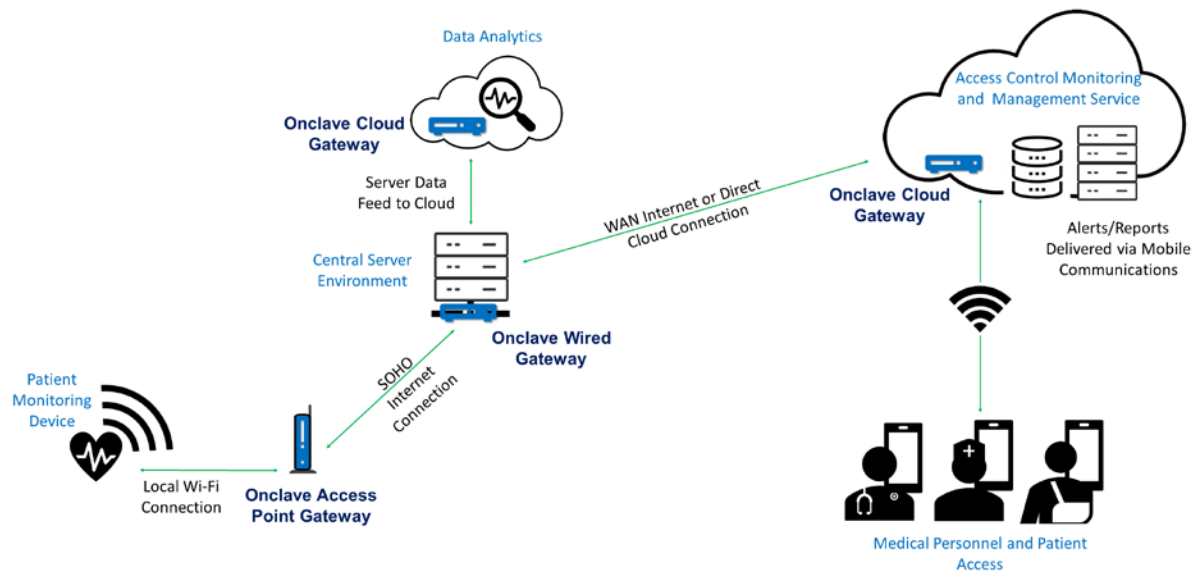 Data Analytics
Onclave Cloud
Gateway
Server Data
Feed to Cloud
Central Server
Environment
Onclave Wired
Gateway
SOHO
Internet
Connection
Patient
Monitoring
Device
Local Wi-Fi
Connection
Onclave Access
Point Gateway
WAN Internet or Direct
Cloud Connection
Access Control Monitoring
and Management Service
Onclave Cloud
Gateway
Alerts/Reports
Delivered via Mobile
Communications
Medical Personnel and Patient
Access